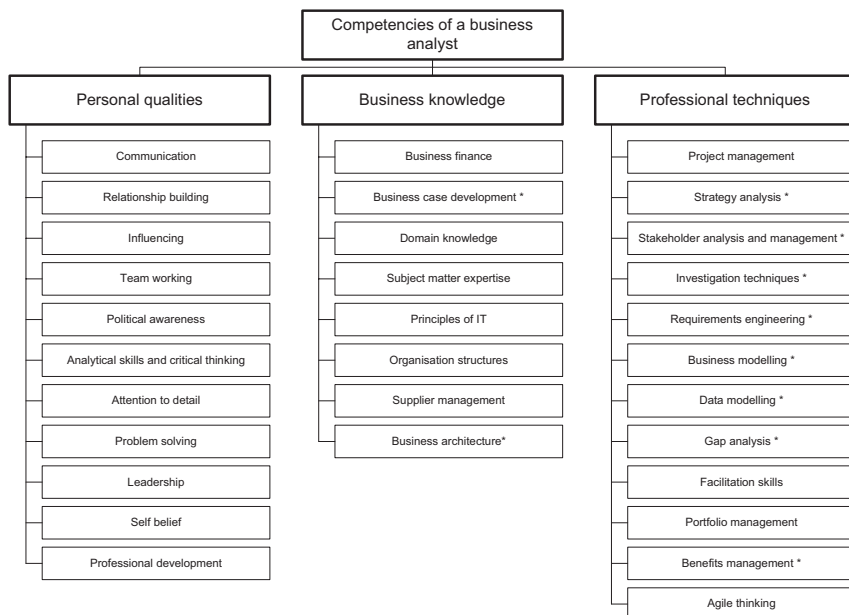 Competencies of a business
analyst
Personal qualities
Communication
Relationship building
Influencing
Team working
Political awareness
Analytical skills and critical thinking
Attention to detail
Problem solving
Leadership
Self belief
Professional development
Business knowledge
Business finance
Business case development *
Domain knowledge
Subject matter expertise
Principles of IT
Organisation structures
Supplier management
Business architecture*
Professional techniques
Project management
Strategy analysis *
Stakeholder analysis and management *
Investigation techniques *
Requirements engineering *
Business modelling *
Data modelling *
Gap analysis *
Facilitation skills
Portfolio management
Benefits management *
Agile thinking